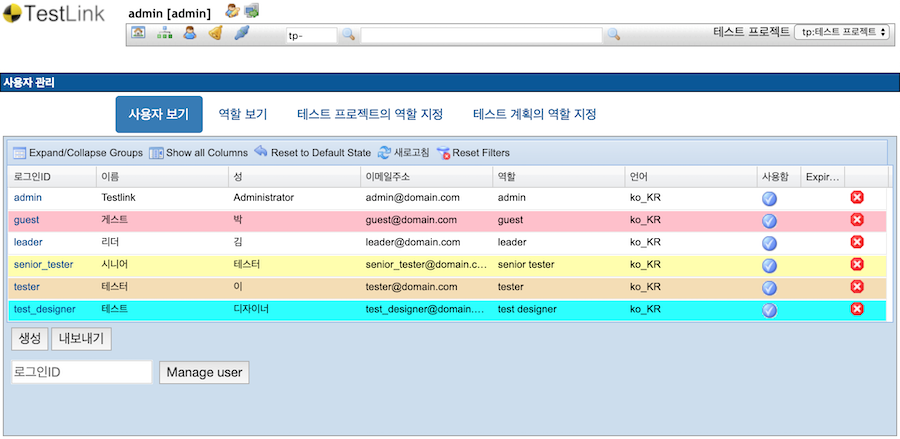 TestLink
admin [admin]
tp-
테스트 프로젝트 tp:테스트 프로젝트
사용자 관리
사용자 보기 역할 보기 테스트 프로젝트의 역할 지정 테스트 계획의 역할 지정
Expand/Collapse Groups Show all Columns Reset to Default State 새로고침 Reset Filters
로그인ID 이름 성 이메일주소 역할 언어 사용함 Expir...
admin Testlink Administrator admin@domain.com admin ko_KR
guest 게스트 박 guest@domain.com guest ko_KR
leader 리더 김 leader@domain.com leader ko_KR
senior_tester 시니어 테스터 senior_tester@domain.c... senior tester ko_KR
tester 테스터 이 tester@domain.com tester ko_KR
test_designer 테스트 디자이너 test_designer@domain.... test designer ko_KR
생성 내보내기
로그인ID Manage user